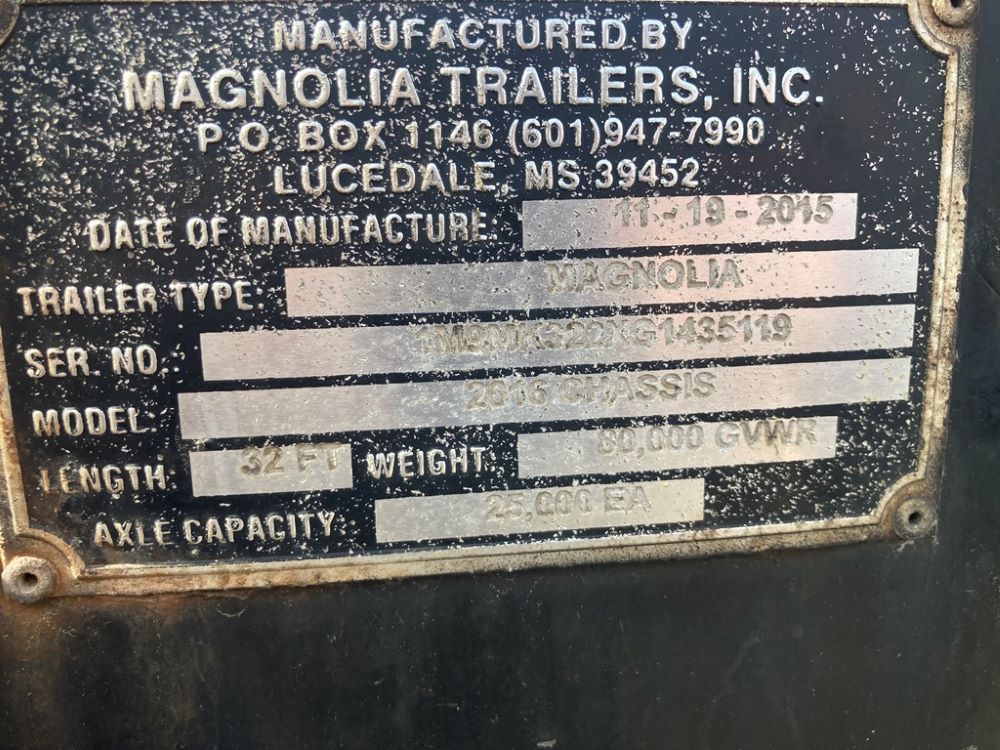 MANUFACTURED BY
MAGNOLIA TRAILERS, INC.
P.O. BOX 1146 (601)947-7990
LUCEDALE, MS 39452
DATE OF MANUFACTURE: 11-19-2015
TRAILER TYPE: MAGNOLIA
SER. NO.: 1M9MK322XG1435119
MODEL: 2016 CHASSIS
LENGTH: 32 FT WEIGHT: 80,000 GVWR
AXLE CAPACITY: 25,000 EA